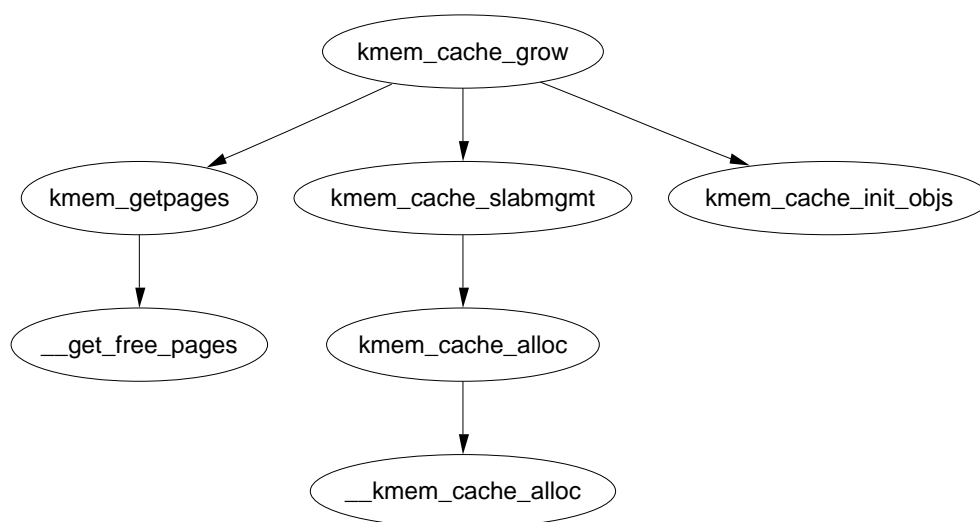 kmem_cache_grow
kmem_getpages
kmem_cache_slabmgmt
kmem_cache_init_objs
__get_free_pages
kmem_cache_alloc
__kmem_cache_alloc